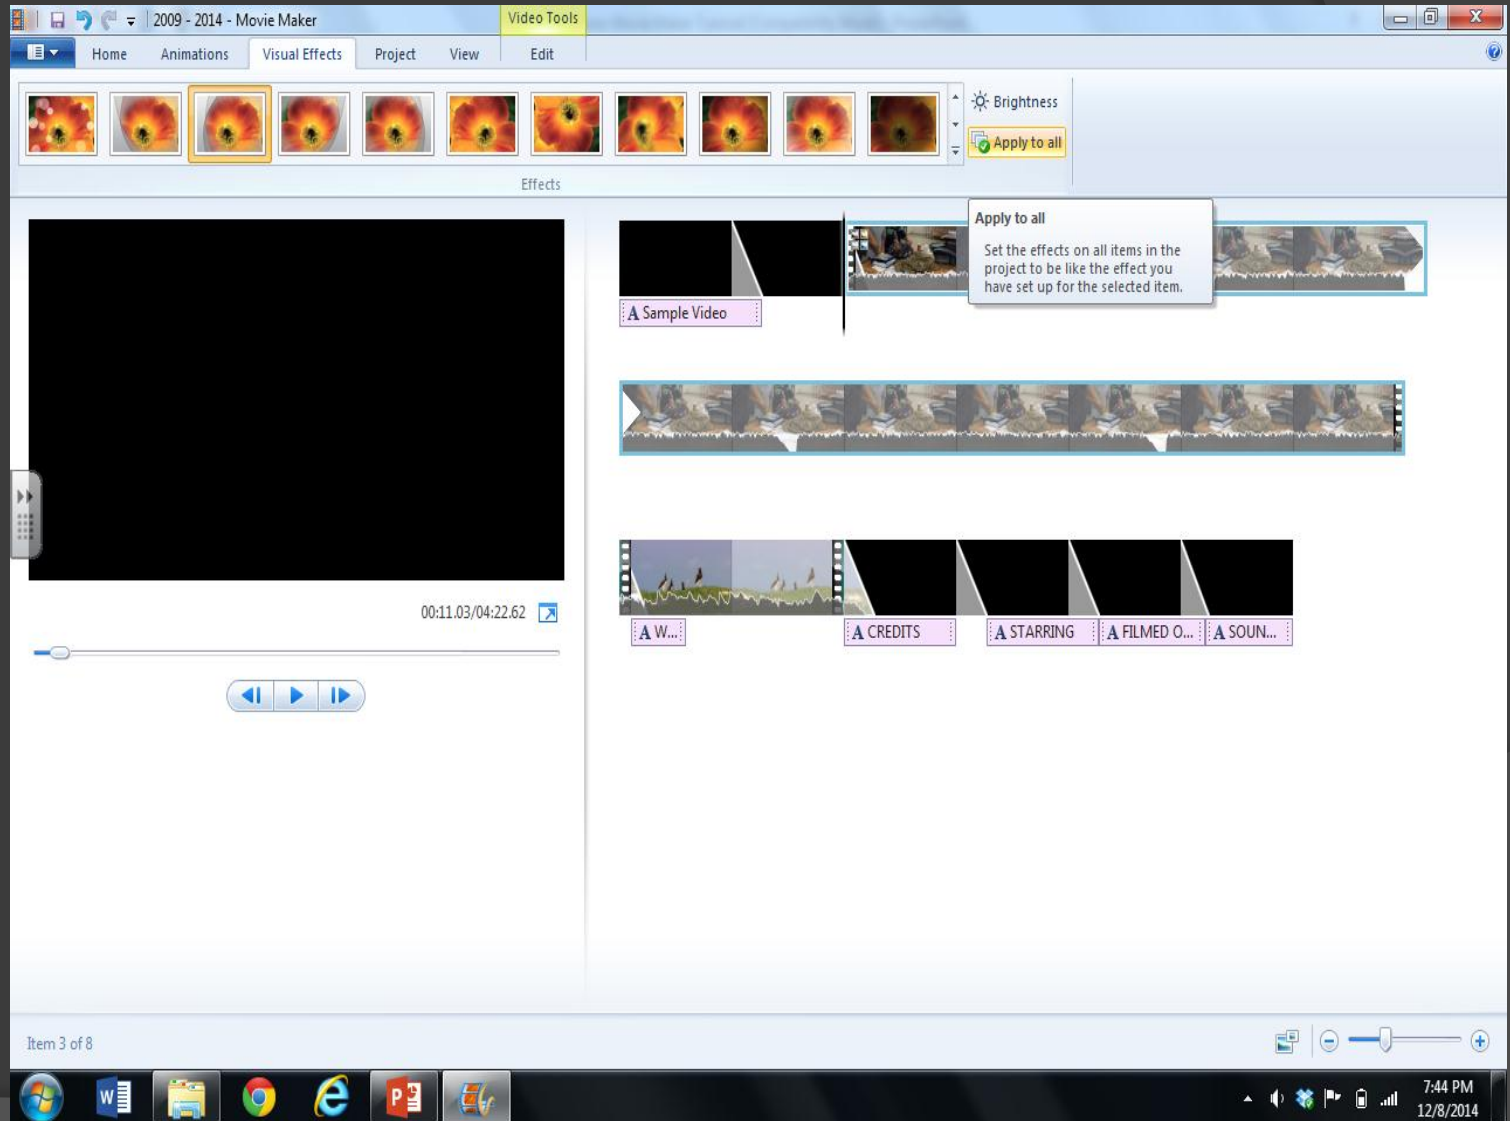 2009 - 2014 - Movie Maker
Video Tools
Home Animations Visual Effects Project View Edit
Brightness
Apply to all
Effects
Apply to all
Set the effects on all items in the
project to be like the effect you
have set up for the selected item.
A Sample Video
00:11.03/04:22.62
A W...
A CREDITS
A STARRING
A FILMED O...
A SOUN...
Item 3 of 8
7:44 PM
12/8/2014